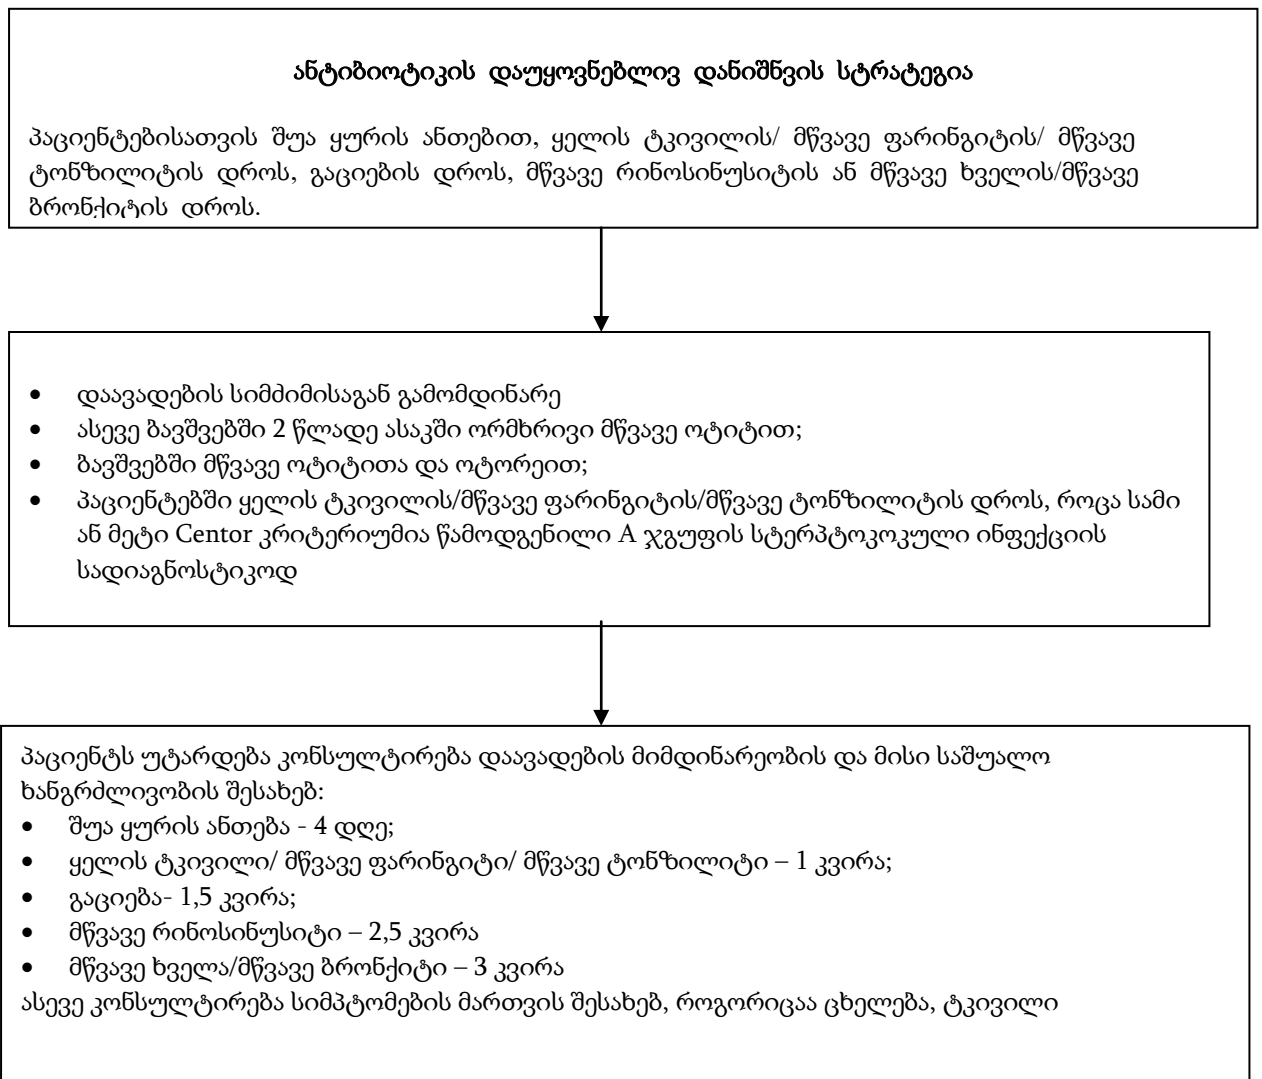 ანტიბიოტიკის დაუყოვნებლივ დანიშნვის სტრატეგია
პაციენტებისათვის შუა ყურის ანთებით, ყელის ტკივილის/ მწვავე ფარინგიტის/ მწვავე
ტონზილიტის დროს, გაციების დროს, მწვავე რინოსინუსიტის ან მწვავე ხველის/მწვავე
ბრონქიტის დროს.
• დაავადების სიმძიმისაგან გამომდინარე
• ასევე ბავშვებში 2 წლადე ასაკში ორმხრივი მწვავე ოტიტით;
• ბავშვებში მწვავე ოტიტითა და ოტორეით;
• პაციენტებში ყელის ტკივილის/მწვავე ფარინგიტის/მწვავე ტონზილიტის დროს, როცა სამი
ან მეტი Centor კრიტერიუმია წამოდგენილი A ჯგუფის სტერპტოკოკული ინფექციის
სადიაგნოსტიკოდ
პაციენტს უტარდება კონსულტირება დაავადების მიმდინარეობის და მისი საშუალო
ხანგრძლივობის შესახებ:
• შუა ყურის ანთება - 4 დღე;
• ყელის ტკივილი/ მწვავე ფარინგიტი/ მწვავე ტონზილიტი – 1 კვირა;
• გაციება- 1,5 კვირა;
• მწვავე რინოსინუსიტი – 2,5 კვირა
• მწვავე ხველა/მწვავე ბრონქიტი – 3 კვირა
ასევე კონსულტირება სიმპტომების მართვის შესახებ, როგორიცაა ცხელება, ტკივილი